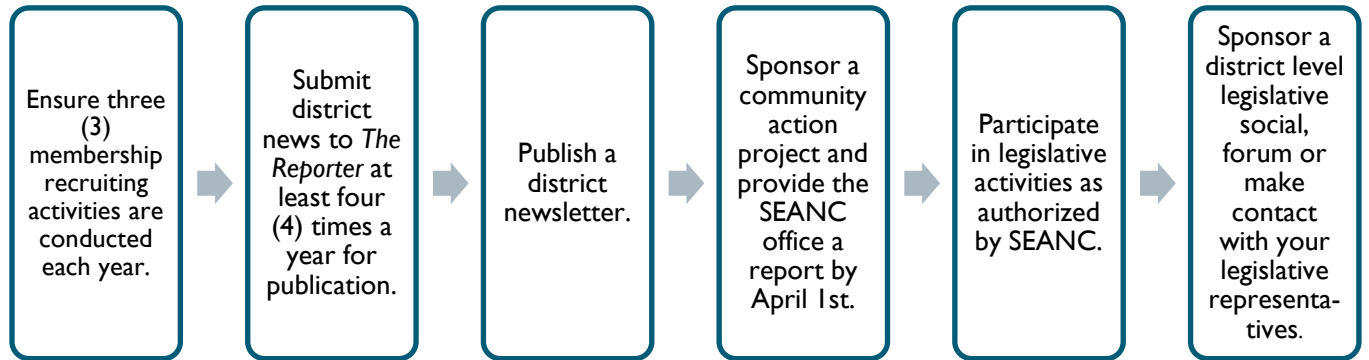 Ensure three
(3)
membership
recruiting
activities are
conducted
each year.
Submit
district
news to The
Reporter at
least four
(4) times a
year for
publication.
Publish a
district
newsletter.
Sponsor a
community
action
project and
provide the
SEANC
office a
report by
April 1st.
Participate
in legislative
activities as
authorized
by SEANC.
Sponsor a
district level
legislative
social,
forum or
make
contact
with your
legislative
representa-
tives.